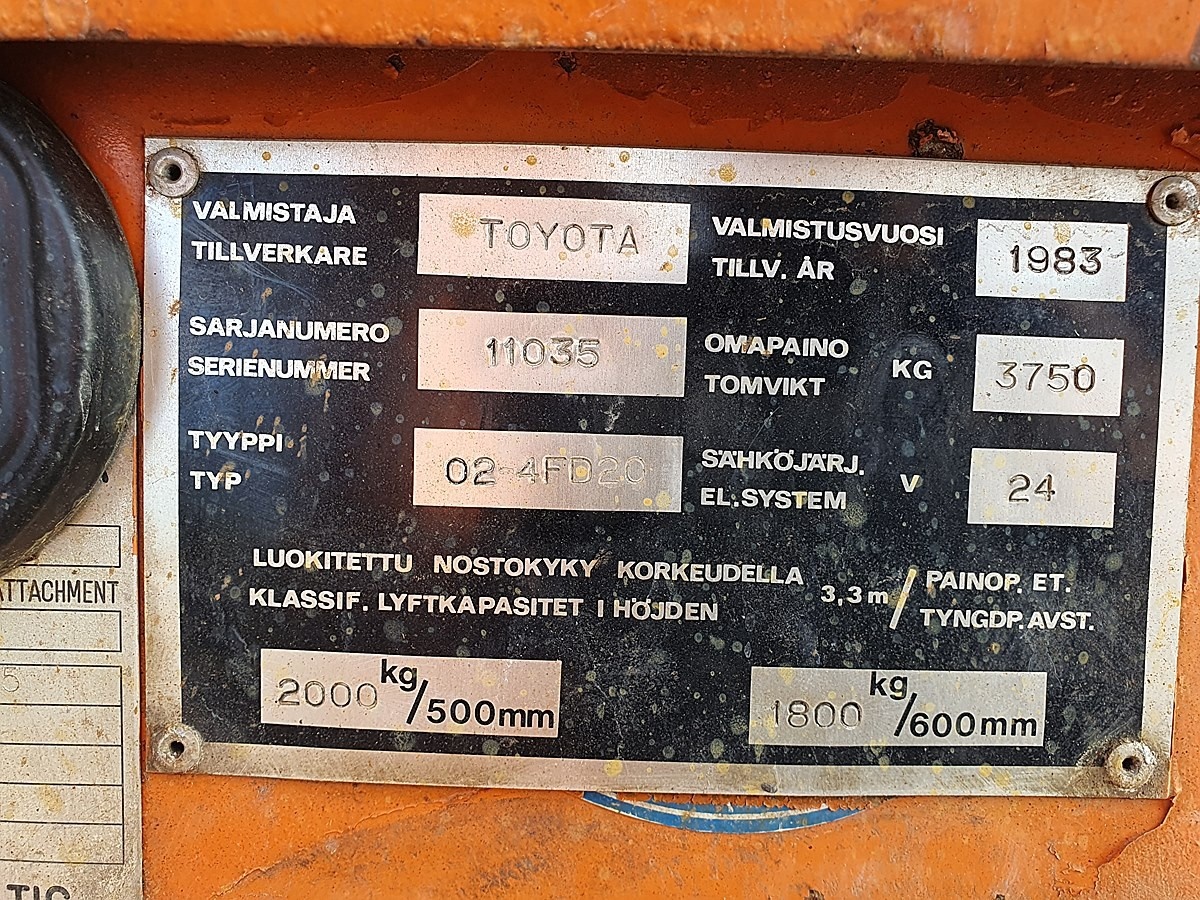 VALMISTAJA
TILLVERKARE
TOYOTA
VALMISTUSVUOSI
TILLV. ÅR
1983
SARJANUMERO
SERIENUMMER
11035
OMAPAINO
TOMVIKT
KG
3750
TYYPPI
TYP
02-4FD20
SÄHKÖJÄRJ.
EL.SYSTEM
V
24
LUOKITETTU NOSTOKYKY KORKEUDELLA
KLASSIF. LYFTKAPASITET I HÖJDEN
3,3m /
PAINOP. ET.
TYNGDP. AVST.
2000 kg/500mm
1800 kg/600mm
ATTACHMENT
5